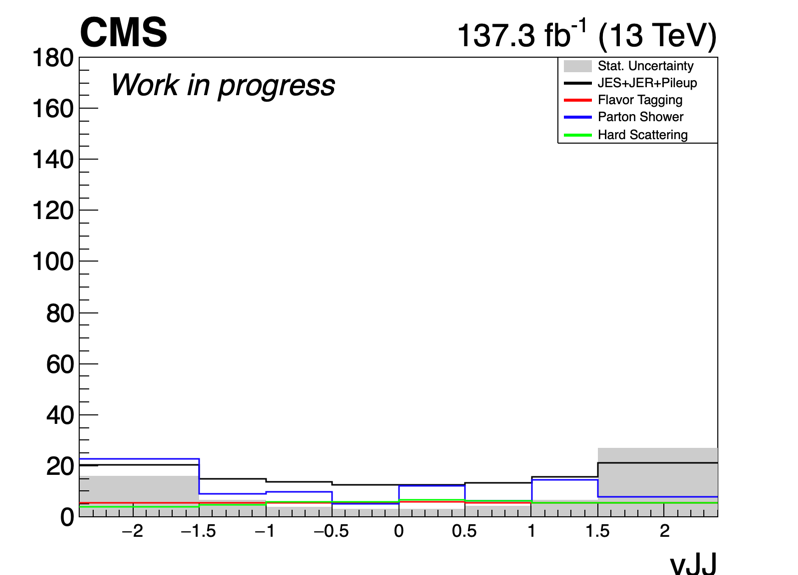 CMS 137.3 fb-1 (13 TeV)
Work in progress
Stat. Uncertainty
JES+JER+Pileup
Flavor Tagging
Parton Shower
Hard Scattering
180
160
140
120
100
80
60
40
20
0
−2 −1.5 −1 −0.5 0 0.5 1 1.5 2
yJJ